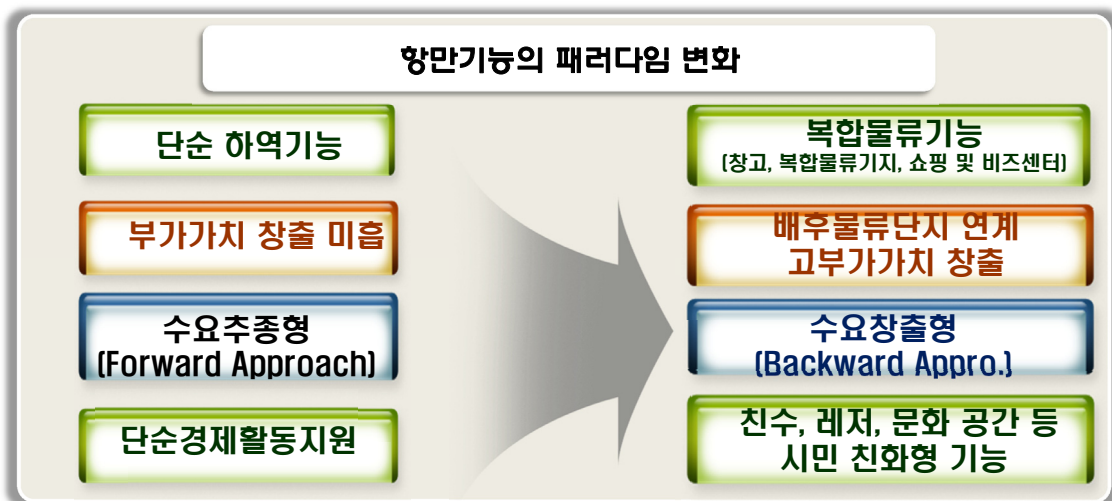 항만기능의 패러다임 변화
단순 하역기능
복합물류기능
(창고, 복합물류기지, 쇼핑 및 비즈센터)
부가가치 창출 미흡
배후물류단지 연계
고부가가치 창출
수요추종형
(Forward Approach)
수요창출형
(Backward Appro.)
단순경제활동지원
친수, 레저, 문화 공간 등
시민 친화형 기능